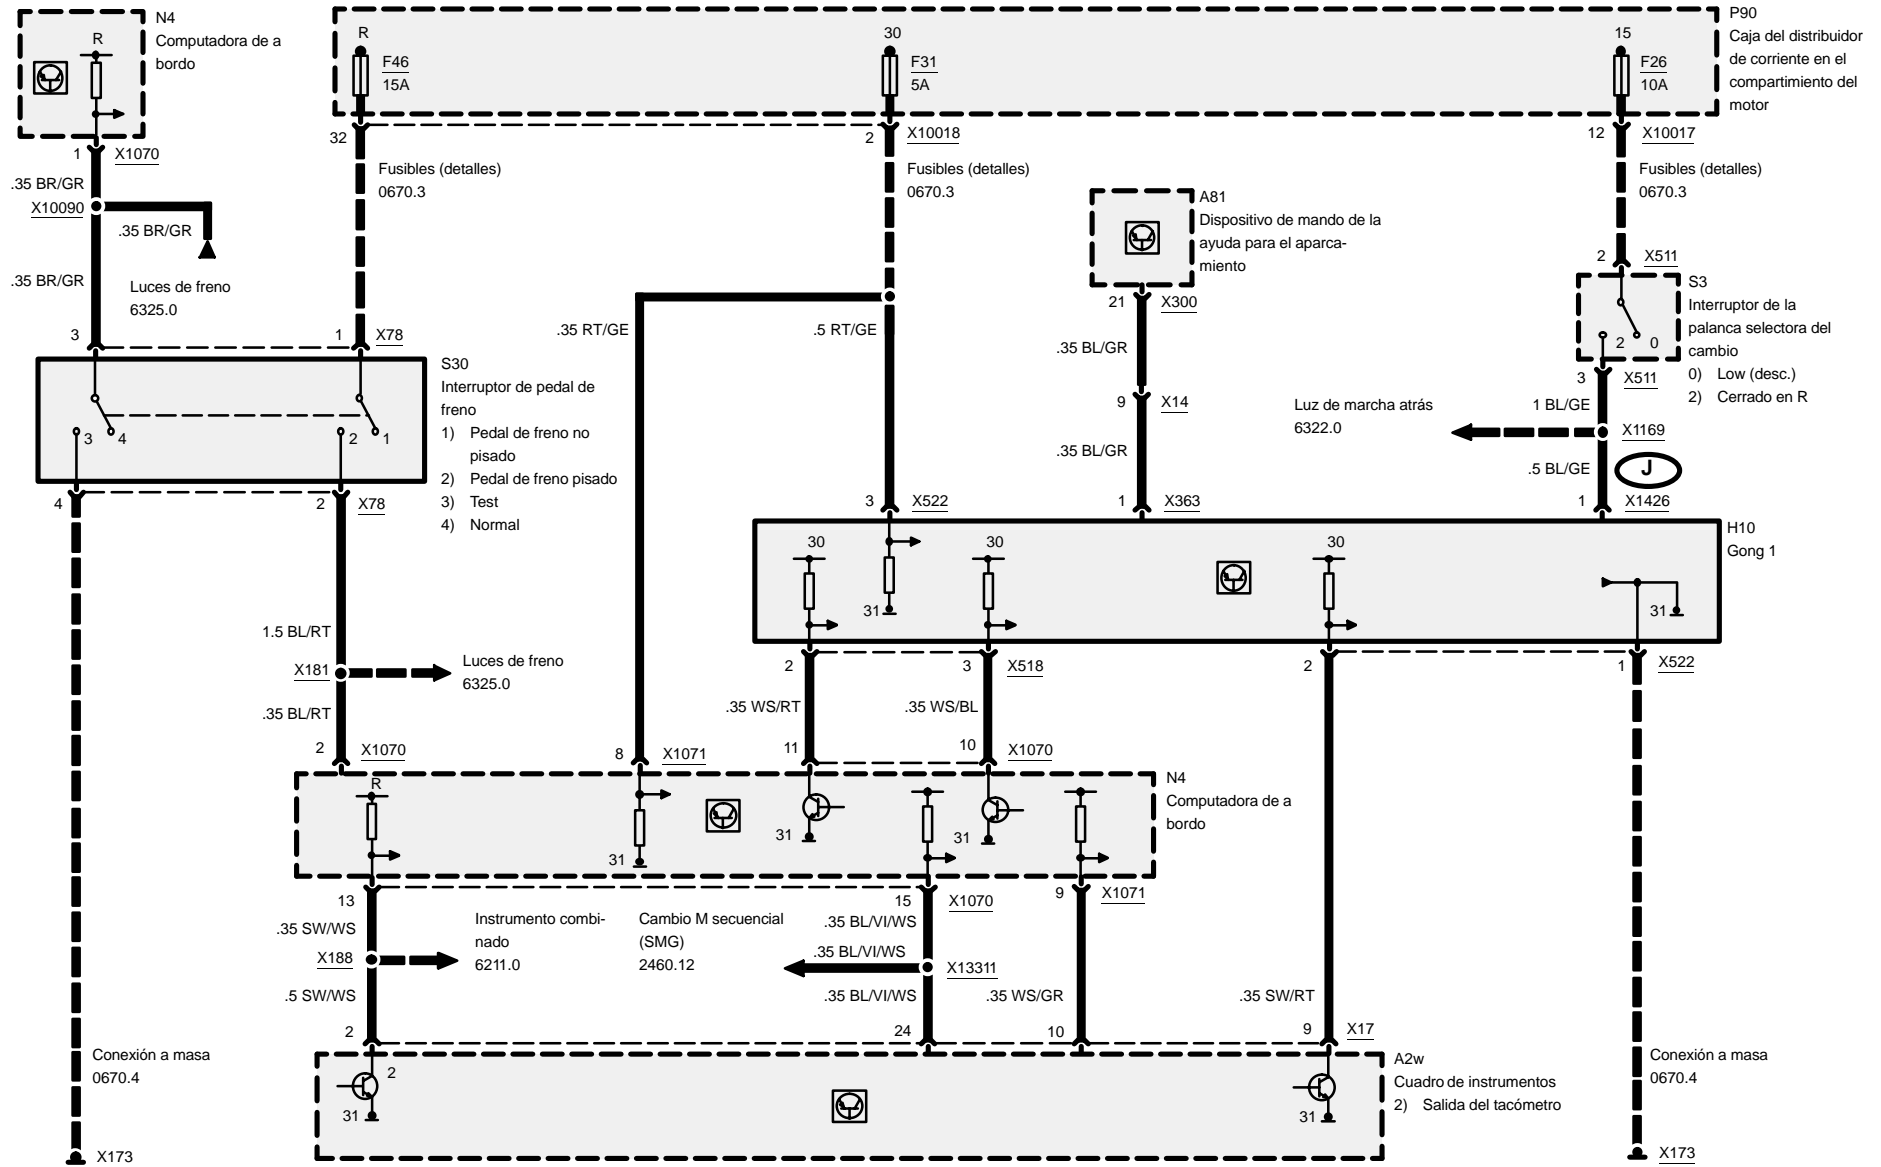 N4
Computadora de a
bordo
R
1
X1070
.35 BR/GR
X10090
.35 BR/GR
.35 BR/GR
Luces de freno
6325.0
3
1
X78
P90
Caja del distribuidor
de corriente en el
compartimiento del
motor
R
F46
15A
30
F31
5A
15
F26
10A
32
2
X10018
12
X10017
Fusibles (detalles)
0670.3
Fusibles (detalles)
0670.3
Fusibles (detalles)
0670.3
A81
Dispositivo de mando de la
ayuda para el aparca-
miento
21
X300
.35 BL/GR
9
X14
.35 BL/GR
1
X363
2
X511
S3
Interruptor de la
palanca selectora del
cambio
0) Low (desc.)
2) Cerrado en R
2
0
3
X511
1 BL/GE
Luz de marcha atrás
6322.0
X1169
.5 BL/GE
J
1
X1426
.35 RT/GE
.5 RT/GE
3
X522
S30
Interruptor de pedal de
freno
1) Pedal de freno no
pisado
2) Pedal de freno pisado
3) Test
4) Normal
3
4
2
1
4
2
X78
H10
Gong 1
30
31
30
30
31
2
3
X518
2
1
X522
1.5 BL/RT
X181
Luces de freno
6325.0
.35 BL/RT
.35 WS/RT
.35 WS/BL
2
X1070
8
X1071
11
10
X1070
N4
Computadora de a
bordo
R
31
31
31
13
15
X1070
9
X1071
.35 SW/WS
X188
Instrumento combi-
nado
6211.0
Cambio M secuencial
(SMG)
2460.12
.35 BL/VI/WS
.35 BL/VI/WS
X13311
.5 SW/WS
.35 BL/VI/WS
.35 WS/GR
.35 SW/RT
2
24
10
9
X17
A2w
Cuadro de instrumentos
2) Salida del tacómetro
2
31
31
Conexión a masa
0670.4
X173
Conexión a masa
0670.4
X173